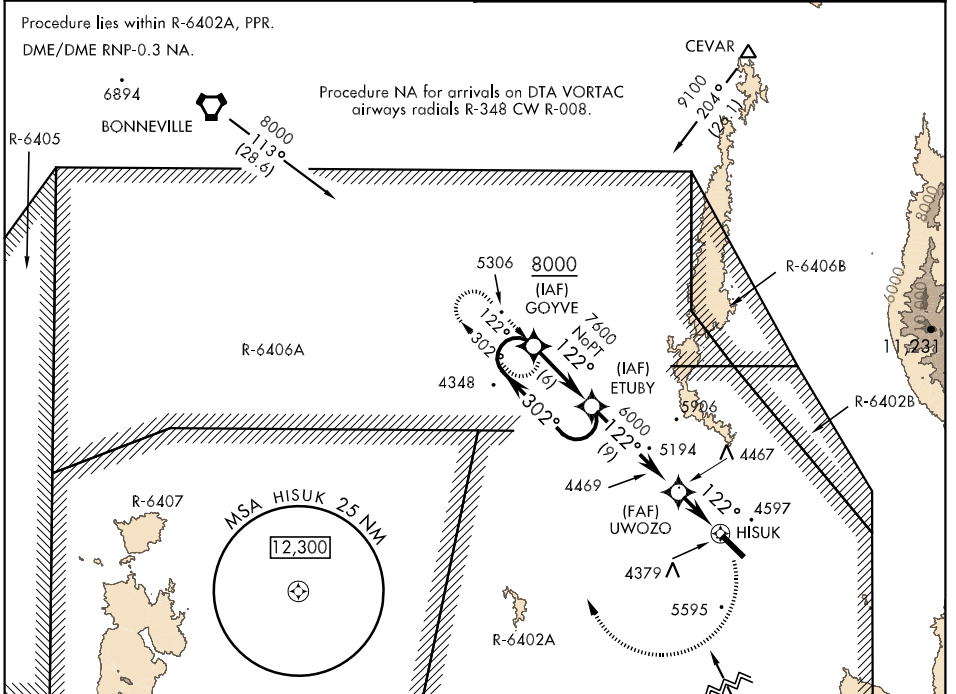 Procedure lies within R-6402A, PPR.
DME/DME RNP-0.3 NA.
6894
BONNEVILLE
R-6405
8000
113°
(28.6)
Procedure NA for arrivals on DTA VORTAC
airways radials R-348 CW R-008.
CEVAR
9100
204°
(26.1)
8000
6000
10,000
11,231
R-6406B
R-6406A
5306
8000
(IAF)
GOYVE
122°
302°
7600
NoPT
122°
(6)
4348
302°
(IAF)
ETUBY
6000
122°
(9)
5906
5194
4467
R-6402B
4469
(FAF)
UWOZO
122°
4597
HISUK
4379
5595
R-6407
MSA HISUK 25 NM
12,300
R-6402A